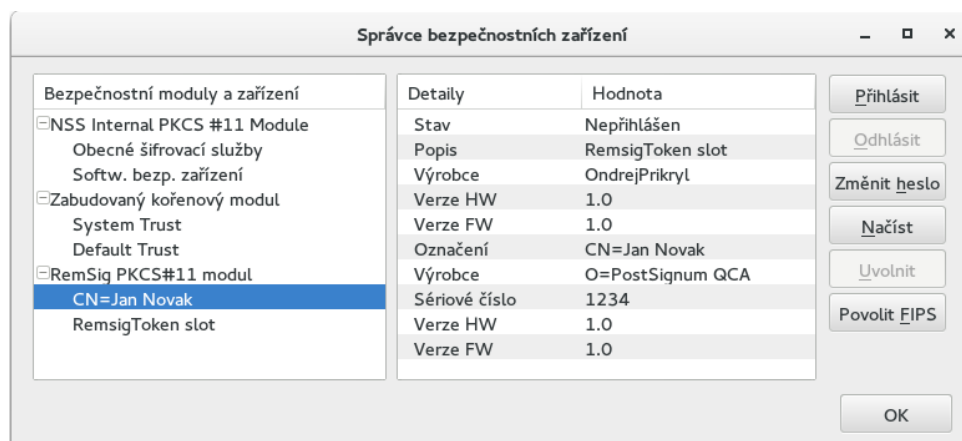 Správce bezpečnostních zařízení
Bezpečnostní moduly a zařízení
NSS Internal PKCS #11 Module
Obecné šifrovací služby
Softw. bezp. zařízení
Zabudovaný kořenový modul
System Trust
Default Trust
RemSig PKCS#11 modul
CN=Jan Novak
RemsigToken slot
Detaily Hodnota
Stav Nepřihlášen
Popis RemsigToken slot
Výrobce OndrejPrikryl
Verze HW 1.0
Verze FW 1.0
Označení CN=Jan Novak
Výrobce O=PostSignum QCA
Sériové číslo 1234
Verze HW 1.0
Verze FW 1.0
Přihlásit
Odhlásit
Změnit heslo
Načíst
Uvolnit
Povolit FIPS
OK